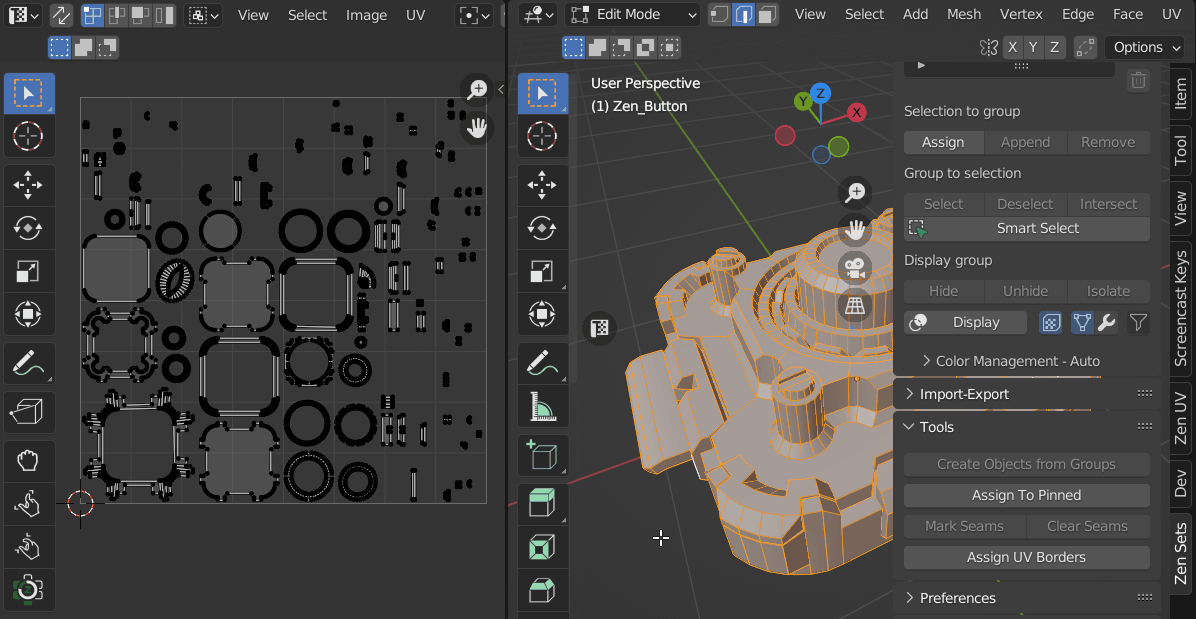 View Select Image UV
Edit Mode View Select Add Mesh Vertex Edge Face UV
X Y Z Options
User Perspective
(1) Zen_Button
Z
Y
X
Selection to group
Assign Append Remove
Group to selection
Select Deselect Intersect
Smart Select
Display group
Hide Unhide Isolate
Display
Color Management - Auto
Import-Export
Tools
Create Objects from Groups
Assign To Pinned
Mark Seams Clear Seams
Assign UV Borders
Preferences
Item
Tool
View
Screencast Keys
Zen UV
Dev
Zen Sets